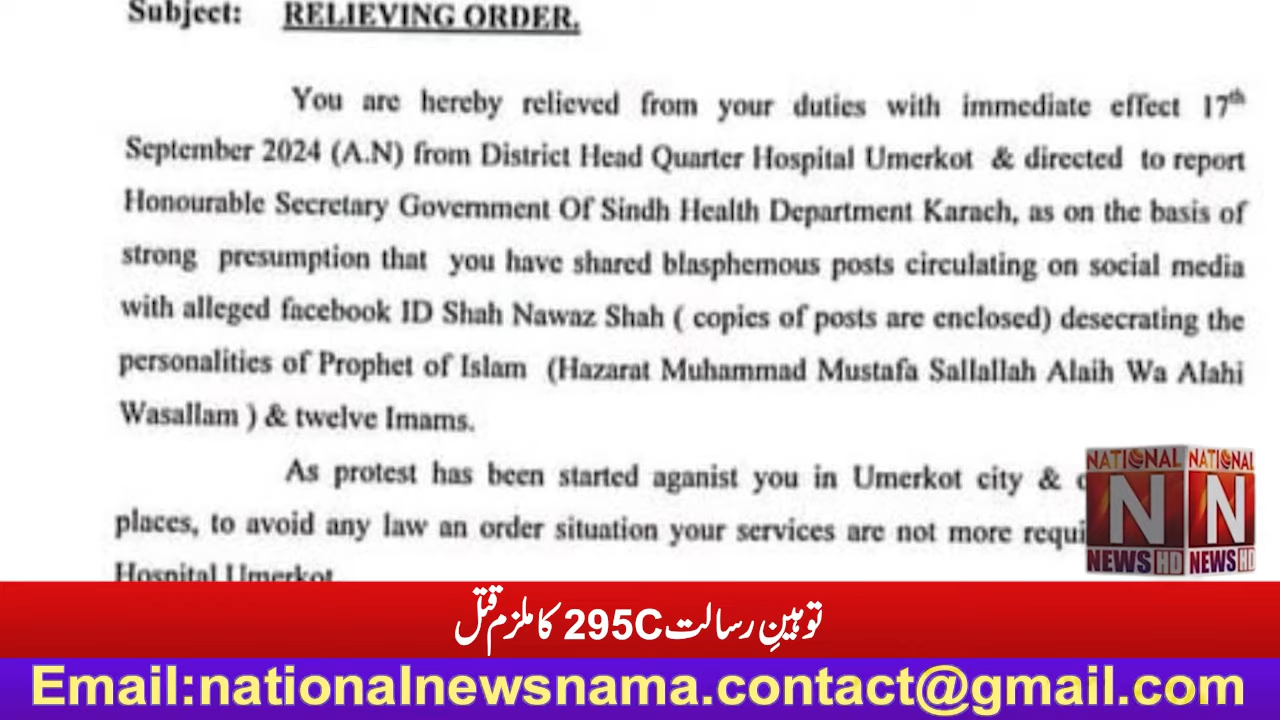 Subject: RELIEVING ORDER.
You are hereby relieved from your duties with immediate effect 17th
September 2024 (A.N) from District Head Quarter Hospital Umerkot & directed to report
Honourable Secretary Government Of Sindh Health Department Karach, as on the basis of
strong presumption that you have shared blasphemous posts circulating on social media
with alleged facebook ID Shah Nawaz Shah ( copies of posts are enclosed) desecrating the
personalities of Prophet of Islam (Hazarat Muhammad Mustafa Sallallah Alaih Wa Alahi
Wasallam ) & twelve Imams.
As protest has been started aganist you in Umerkot city &
places, to avoid any law an order situation your services are not more
Hospital Umerkot
NATIONAL NATIONAL
N N
NEWS HD NEWS HD
توہینِ رسالت 295C کا ملزم قتل
Email:nationalnewsnama.contact@gmail.com